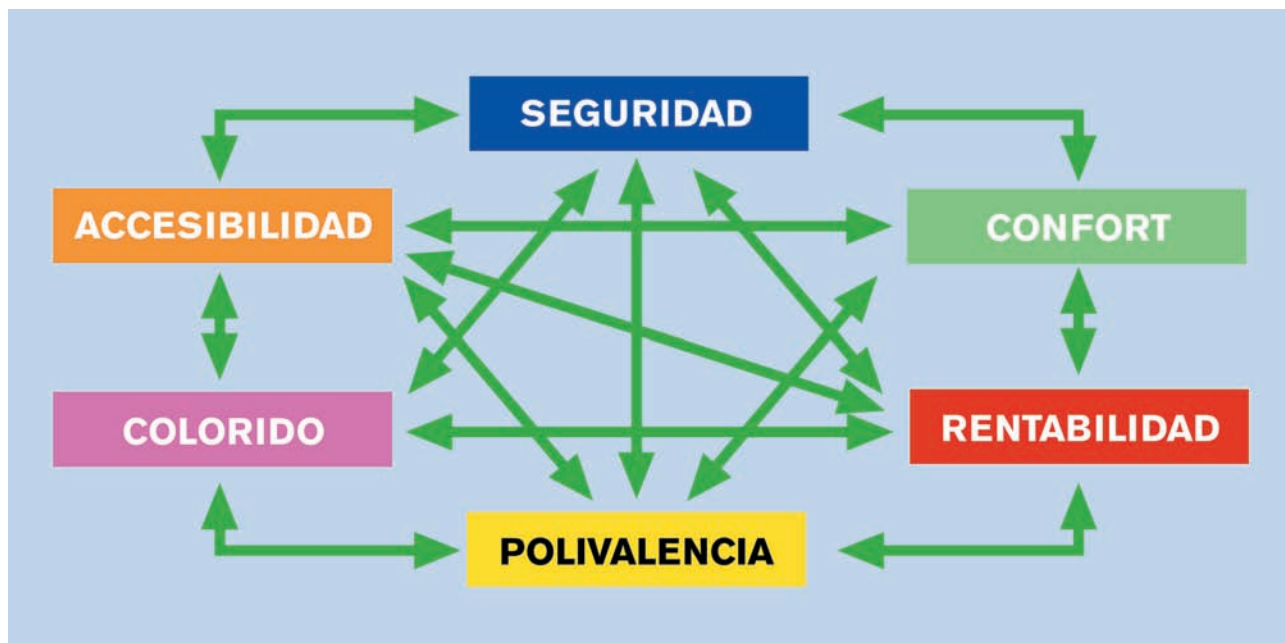 SEGURIDAD
ACCESIBILIDAD
CONFORT
COLORIDO
RENTABILIDAD
POLIVALENCIA